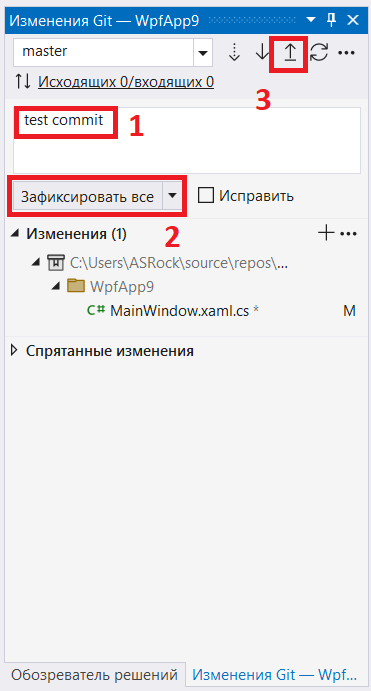 Изменения Git — WpfApp9
master
Исходящих 0/входящих 0
3
test commit
1
Зафиксировать все
Исправить
2
Изменения (1)
C:\Users\ASRock\source\repos\...
WpfApp9
C# MainWindow.xaml.cs * M
Спрятанные изменения
Обозреватель решений Изменения Git — Wpf...